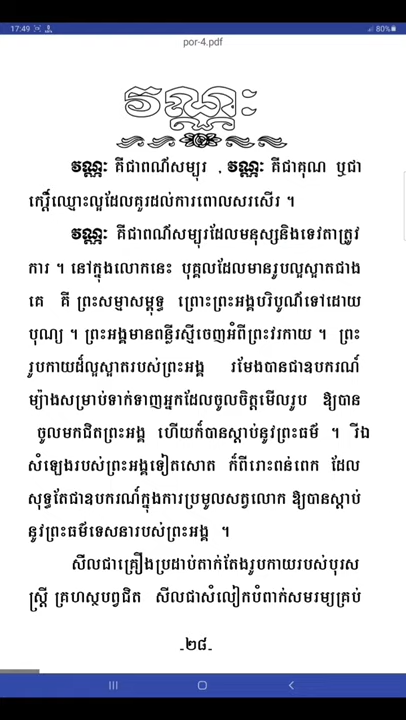 17:49
80%
por-4.pdf
វណ្ណៈ
វណ្ណៈ គឺជាពណ៌សម្បុរ , វណ្ណៈ គឺជាគុណ ឬជា
កេរ្តិ៍ឈ្មោះល្អដែលគួរដល់ការពោលសរសើរ ។
វណ្ណៈ គឺជាពណ៌សម្បុរដែលមនុស្សនិងទេវតាត្រូវ
ការ ។ នៅក្នុងលោកនេះ បុគ្គលដែលមានរូបល្អស្អាតជាង
គេ គឺ ព្រះសម្មាសម្ពុទ្ធ ព្រោះព្រះអង្គបរិបូណ៌ទៅដោយ
បុណ្យ ។ ព្រះអង្គមានពន្លឺរស្មីចេញអំពីព្រះវរកាយ ។ ព្រះ
រូបកាយដ៏ល្អស្អាតរបស់ព្រះអង្គ រមែងបានជាឧបករណ៍
ម៉្យាងសម្រាប់ទាក់ទាញអ្នកដែលចូលចិត្តមើលរូប ឱ្យបាន
ចូលមកជិតព្រះអង្គ ហើយក៏បានស្តាប់នូវព្រះធម៌ ។ រីឯ
សំឡេងរបស់ព្រះអង្គទៀតសោត ក៏ពីរោះពន់ពេក ដែល
សុទ្ធតែជាឧបករណ៍ក្នុងការប្រមូលសត្វលោក ឱ្យបានស្តាប់
នូវព្រះធម៌ទេសនារបស់ព្រះអង្គ ។
សីលជាគ្រឿងប្រដាប់តាក់តែងរូបកាយរបស់បុរស
ស្ត្រី គ្រហស្ថបព្វជិត សីលជាសំលៀកបំពាក់សមរម្យគ្រប់
-២៨-